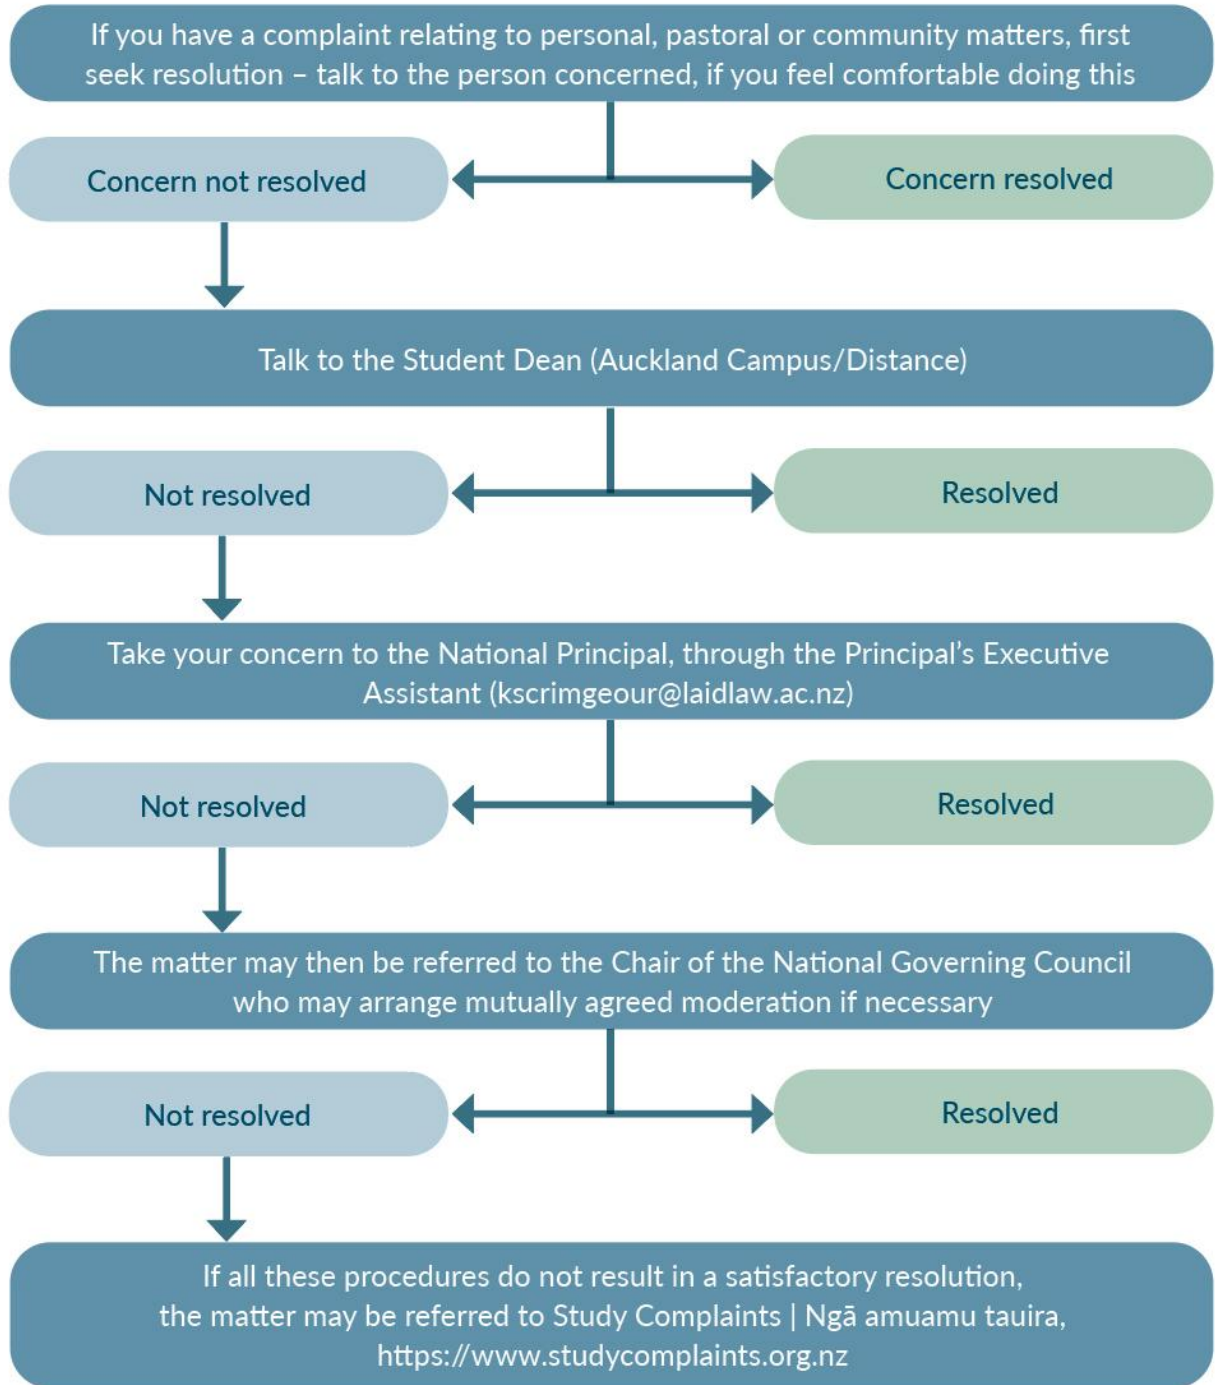 If you have a complaint relating to personal, pastoral or community matters, first
seek resolution – talk to the person concerned, if you feel comfortable doing this
Concern not resolved
Concern resolved
Talk to the Student Dean (Auckland Campus/Distance)
Not resolved
Resolved
Take your concern to the National Principal, through the Principal’s Executive
Assistant (kscrimgeour@laidlaw.ac.nz)
Not resolved
Resolved
The matter may then be referred to the Chair of the National Governing Council
who may arrange mutually agreed moderation if necessary
Not resolved
Resolved
If all these procedures do not result in a satisfactory resolution,
the matter may be referred to Study Complaints | Ngā amuamu tauira,
https://www.studycomplaints.org.nz